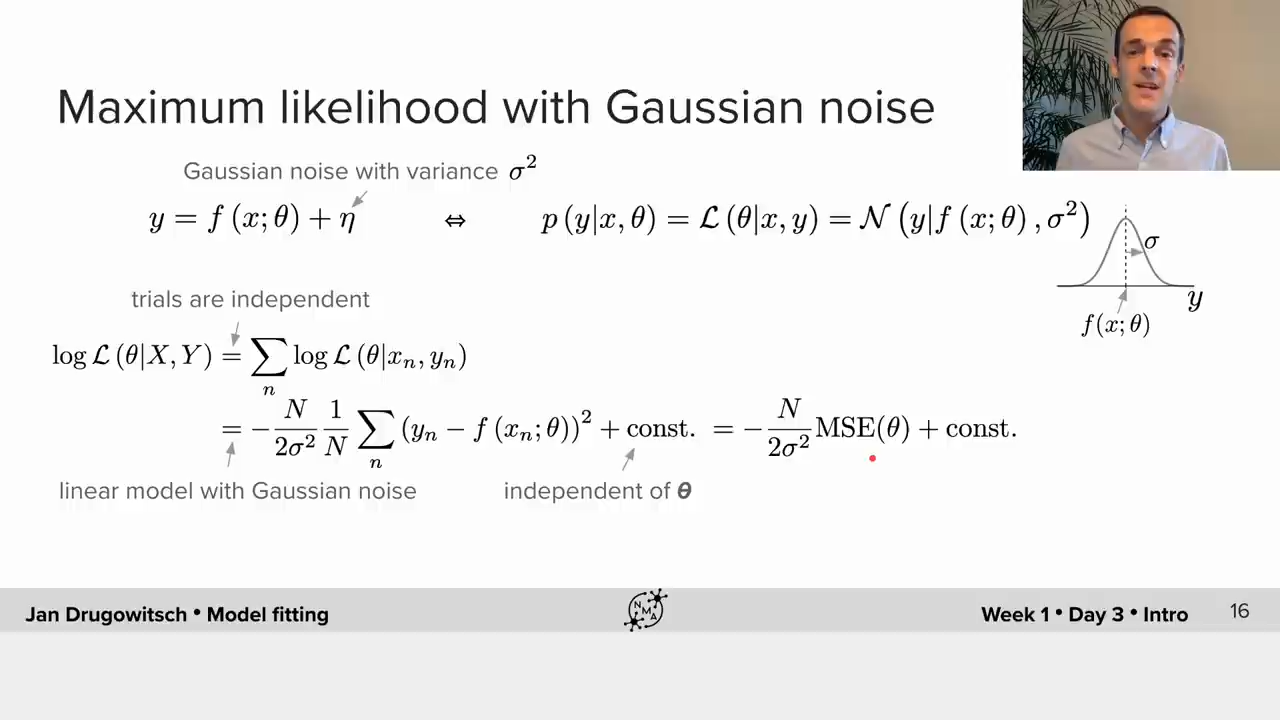 Maximum likelihood with Gaussian noise
Gaussian noise with variance σ²
y = f (x; θ) + η ⇔ p (y|x, θ) = ℒ (θ|x, y) = 𝒩 (y|f (x; θ) , σ²)
σ
y
f(x; θ)
trials are independent
log ℒ (θ|X, Y) = ∑ₙ log ℒ (θ|xₙ, yₙ)
= −N/2σ² 1/N ∑ₙ (yₙ − f (xₙ; θ))² + const. = −N/2σ² MSE(θ) + const.
linear model with Gaussian noise independent of θ
Jan Drugowitsch • Model fitting
N M A
Week 1 • Day 3 • Intro 16